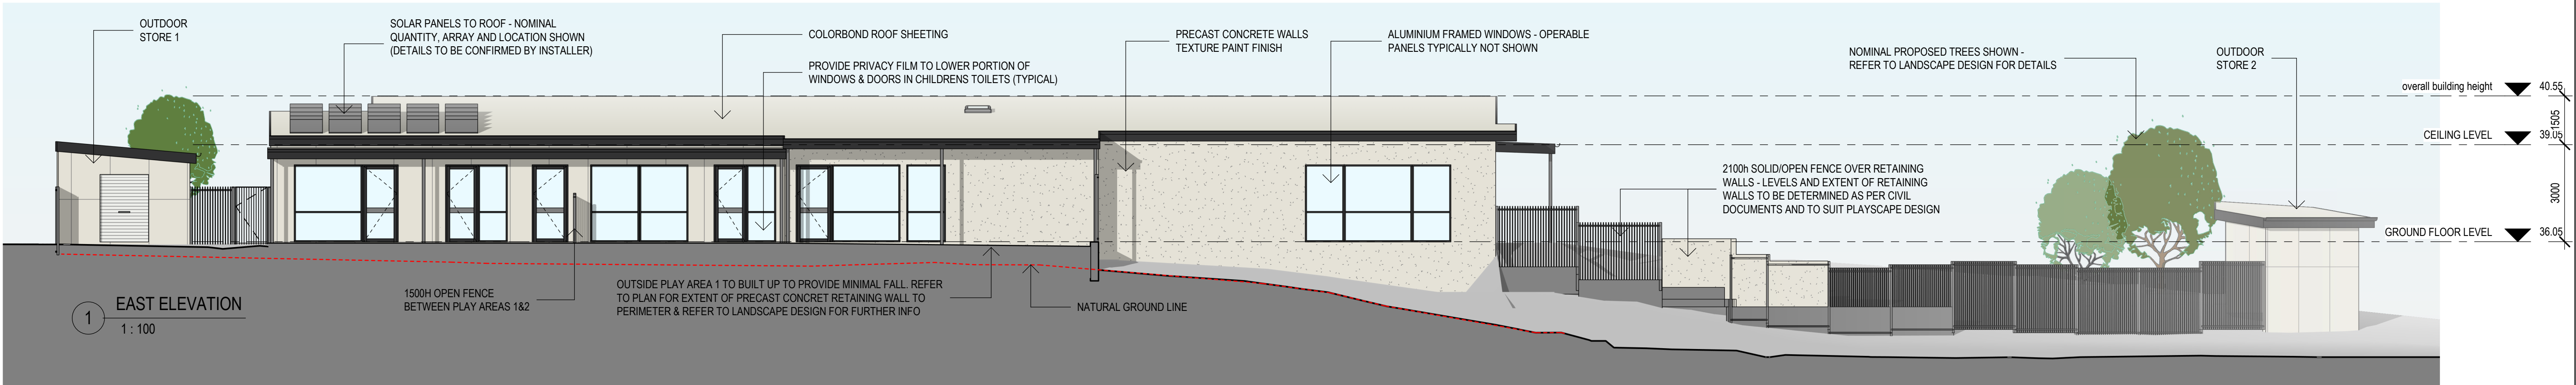 OUTDOOR
STORE 1
SOLAR PANELS TO ROOF - NOMINAL
QUANTITY, ARRAY AND LOCATION SHOWN
(DETAILS TO BE CONFIRMED BY INSTALLER)
COLORBOND ROOF SHEETING
PROVIDE PRIVACY FILM TO LOWER PORTION OF
WINDOWS & DOORS IN CHILDRENS TOILETS (TYPICAL)
PRECAST CONCRETE WALLS
TEXTURE PAINT FINISH
ALUMINIUM FRAMED WINDOWS - OPERABLE
PANELS TYPICALLY NOT SHOWN
NOMINAL PROPOSED TREES SHOWN -
REFER TO LANDSCAPE DESIGN FOR DETAILS
OUTDOOR
STORE 2
overall building height
40.55
1505
CEILING LEVEL
39.05
2100h SOLID/OPEN FENCE OVER RETAINING
WALLS - LEVELS AND EXTENT OF RETAINING
WALLS TO BE DETERMINED AS PER CIVIL
DOCUMENTS AND TO SUIT PLAYSCAPE DESIGN
3000
GROUND FLOOR LEVEL
36.05
1500H OPEN FENCE
BETWEEN PLAY AREAS 1&2
OUTSIDE PLAY AREA 1 TO BUILT UP TO PROVIDE MINIMAL FALL. REFER
TO PLAN FOR EXTENT OF PRECAST CONCRET RETAINING WALL TO
PERIMETER & REFER TO LANDSCAPE DESIGN FOR FURTHER INFO
NATURAL GROUND LINE
1
EAST ELEVATION
1 : 100